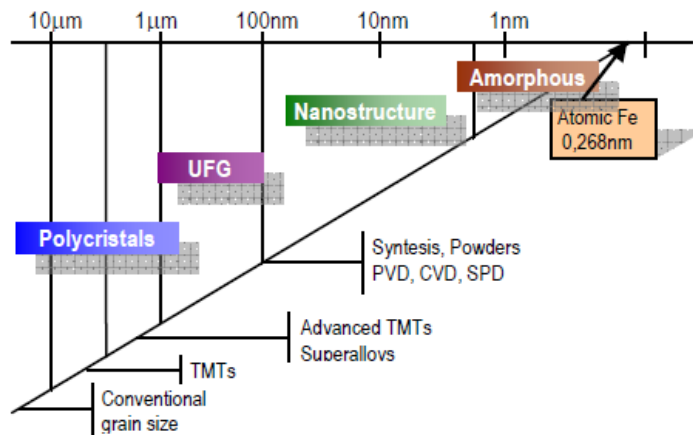 10μm 1μm 100nm 10nm 1nm
Amorphous
Nanostructure
Atomic Fe
0,268nm
UFG
Polycristals
Syntesis, Powders
PVD, CVD, SPD
Advanced TMTs
Superalloys
TMTs
Conventional
grain size